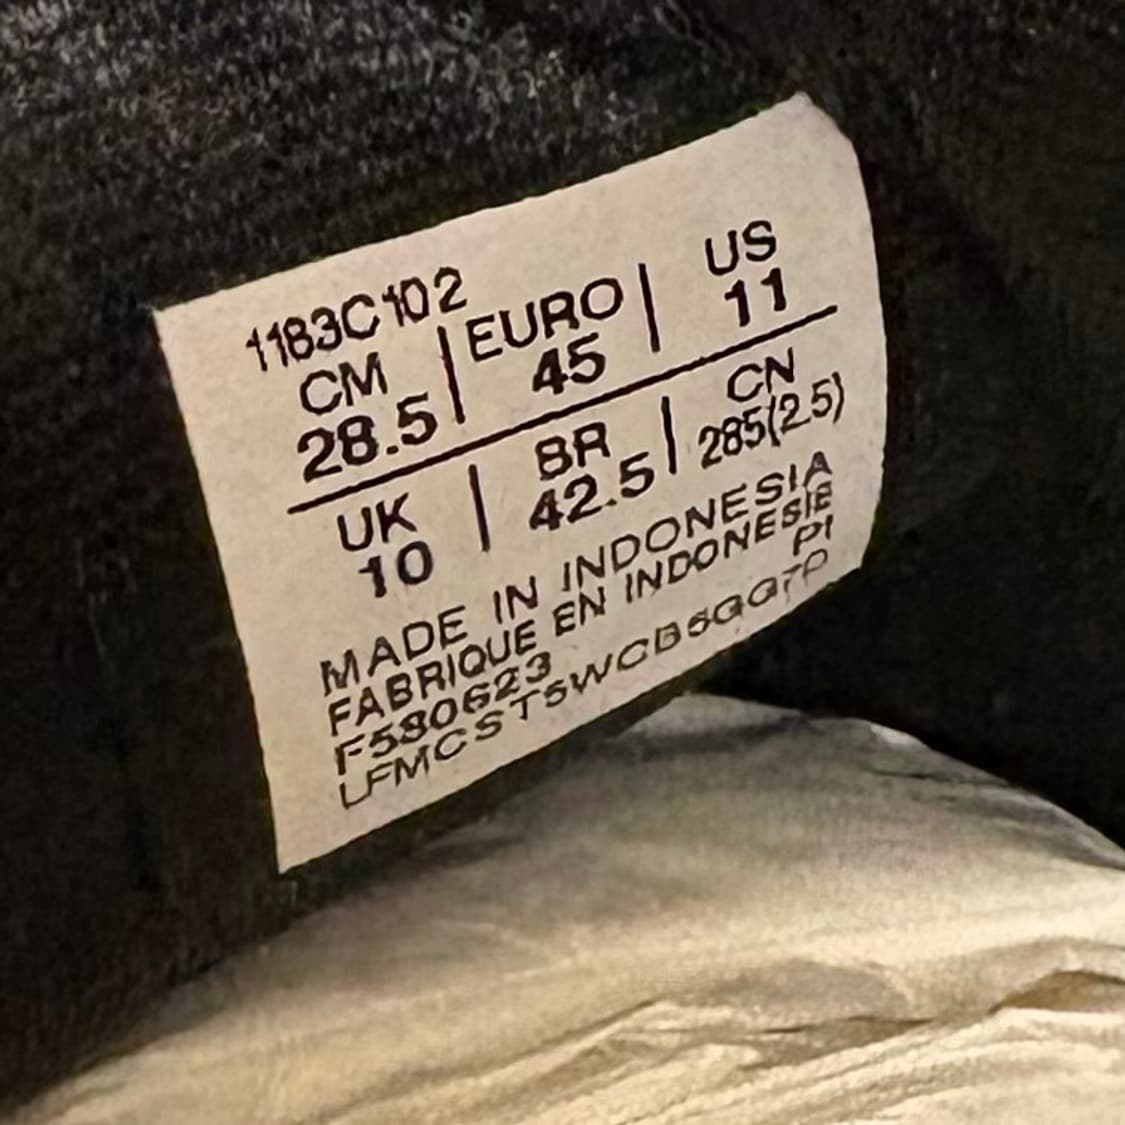 1183C102
CM | EURO | US
28.5 | 45 | 11
UK | BR | CN
10 | 42.5 | 285(2.5)
MADE IN INDONESIA
FABRIQUE EN INDONESIE
F580623 PI
LFMCST5WCB6GG7P